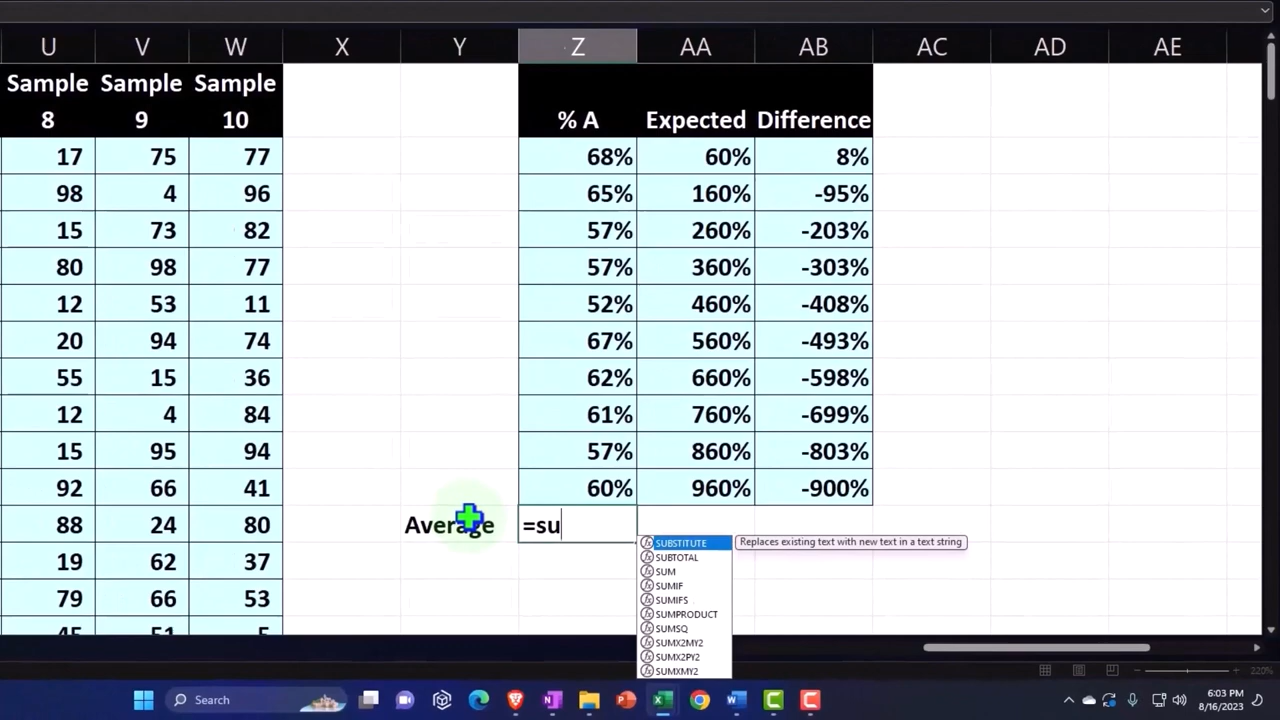 U V W X Y Z AA AB AC AD AE
Sample Sample Sample
8 9 10 % A Expected Difference
17 75 77 68% 60% 8%
98 4 96 65% 160% -95%
15 73 82 57% 260% -203%
80 98 77 57% 360% -303%
12 53 11 52% 460% -408%
20 94 74 67% 560% -493%
55 15 36 62% 660% -598%
12 4 84 61% 760% -699%
15 95 94 57% 860% -803%
92 66 41 60% 960% -900%
88 24 80 Average =su
SUBSTITUTE Replaces existing text with new text in a text string
SUBTOTAL
19 62 37 SUM
SUMIF
79 66 53 SUMIFS
SUMPRODUCT
45 51 5 SUMSQ
SUMX2MY2
SUMX2PY2
SUMXMY2
220%
Search
6:03 PM
8/16/2023